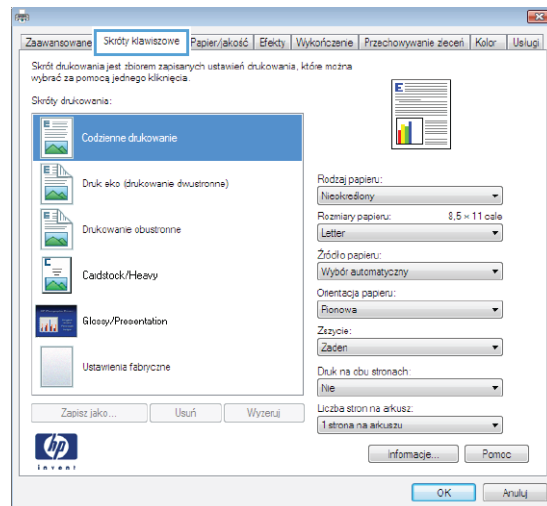 Zaawansowane
Skróty klawiszowe
Papier/jakość
Efekty
Wykończenie
Przechowywanie zleceń
Kolor
Usługi
Skrót drukowania jest zbiorem zapisanych ustawień drukowania, które można
wybrać za pomocą jednego kliknięcia.
Skróty drukowania:
Codzienne drukowanie
Druk eko (drukowanie dwustronne)
Drukowanie obustronne
Cardstock/Heavy
Glossy/Presentation
Ustawienia fabryczne
Zapisz jako...
Usuń
Wyzeruj
Rodzaj papieru:
Nieokreślony
Rozmiary papieru: 8,5 × 11 cale
Letter
Źródło papieru:
Wybór automatyczny
Orientacja papieru:
Pionowa
Zszycie:
Żaden
Druk na obu stronach:
Nie
Liczba stron na arkusz:
1 strona na arkuszu
hp
invent
Informacje...
Pomoc
OK
Anuluj